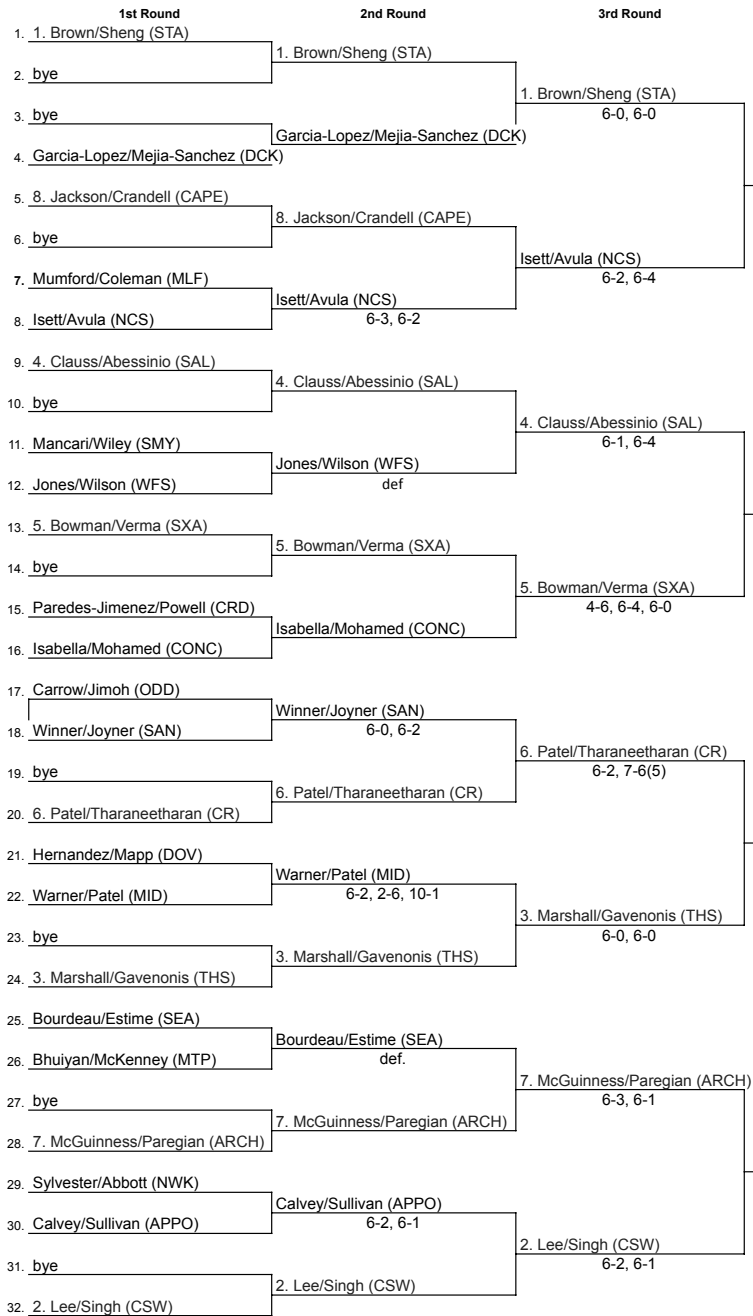 1st Round
2nd Round
3rd Round
1. 1. Brown/Sheng (STA)
1. Brown/Sheng (STA)
2. bye
1. Brown/Sheng (STA)
6-0, 6-0
3. bye
Garcia-Lopez/Mejia-Sanchez (DCK)
4. Garcia-Lopez/Mejia-Sanchez (DCK)
5. 8. Jackson/Crandell (CAPE)
8. Jackson/Crandell (CAPE)
6. bye
Isett/Avula (NCS)
6-2, 6-4
7. Mumford/Coleman (MLF)
Isett/Avula (NCS)
6-3, 6-2
8. Isett/Avula (NCS)
9. 4. Clauss/Abessinio (SAL)
4. Clauss/Abessinio (SAL)
10. bye
4. Clauss/Abessinio (SAL)
6-1, 6-4
11. Mancari/Wiley (SMY)
Jones/Wilson (WFS)
def
12. Jones/Wilson (WFS)
13. 5. Bowman/Verma (SXA)
5. Bowman/Verma (SXA)
14. bye
5. Bowman/Verma (SXA)
4-6, 6-4, 6-0
15. Paredes-Jimenez/Powell (CRD)
Isabella/Mohamed (CONC)
16. Isabella/Mohamed (CONC)
17. Carrow/Jimoh (ODD)
Winner/Joyner (SAN)
6-0, 6-2
18. Winner/Joyner (SAN)
6. Patel/Tharaneetharan (CR)
6-2, 7-6(5)
19. bye
6. Patel/Tharaneetharan (CR)
20. 6. Patel/Tharaneetharan (CR)
21. Hernandez/Mapp (DOV)
Warner/Patel (MID)
6-2, 2-6, 10-1
22. Warner/Patel (MID)
3. Marshall/Gavenonis (THS)
6-0, 6-0
23. bye
3. Marshall/Gavenonis (THS)
24. 3. Marshall/Gavenonis (THS)
25. Bourdeau/Estime (SEA)
Bourdeau/Estime (SEA)
def.
26. Bhuiyan/McKenney (MTP)
7. McGuinness/Paregian (ARCH)
6-3, 6-1
27. bye
7. McGuinness/Paregian (ARCH)
28. 7. McGuinness/Paregian (ARCH)
29. Sylvester/Abbott (NWK)
Calvey/Sullivan (APPO)
6-2, 6-1
30. Calvey/Sullivan (APPO)
2. Lee/Singh (CSW)
6-2, 6-1
31. bye
2. Lee/Singh (CSW)
32. 2. Lee/Singh (CSW)